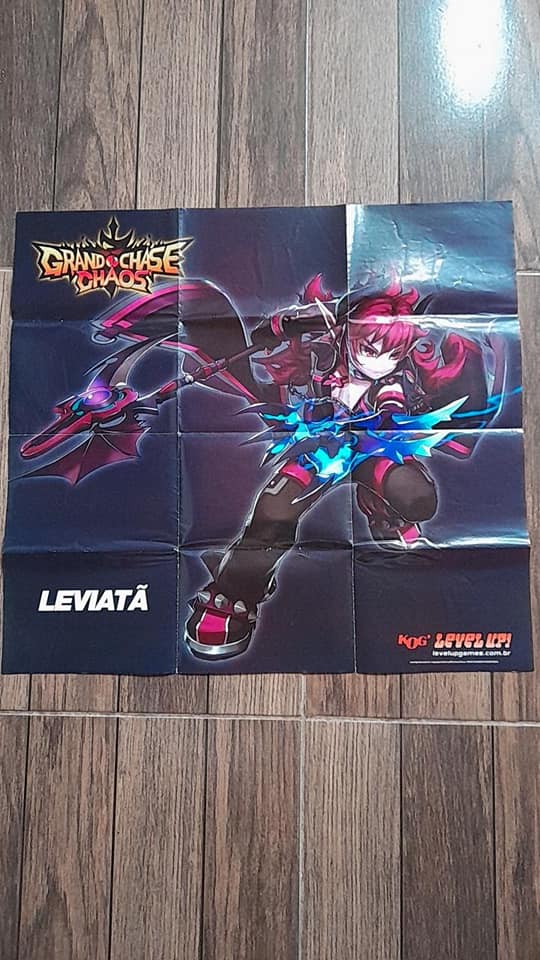 GRAND CHASE
CHAOS
LEVIATÃ
KOG LEVEL UP!
levelupgames.com.br